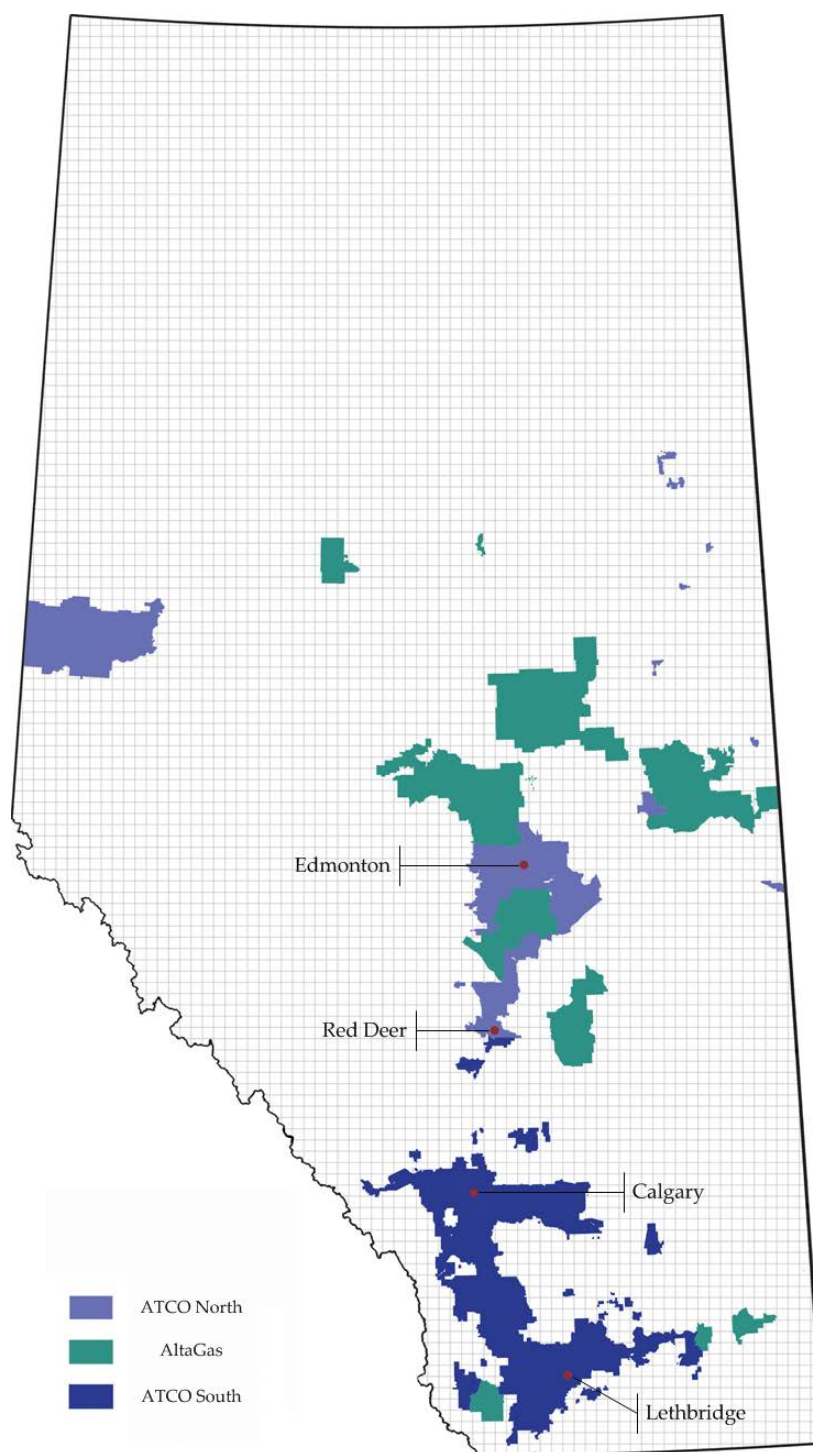 Edmonton
Red Deer
Calgary
ATCO North
AltaGas
ATCO South
Lethbridge